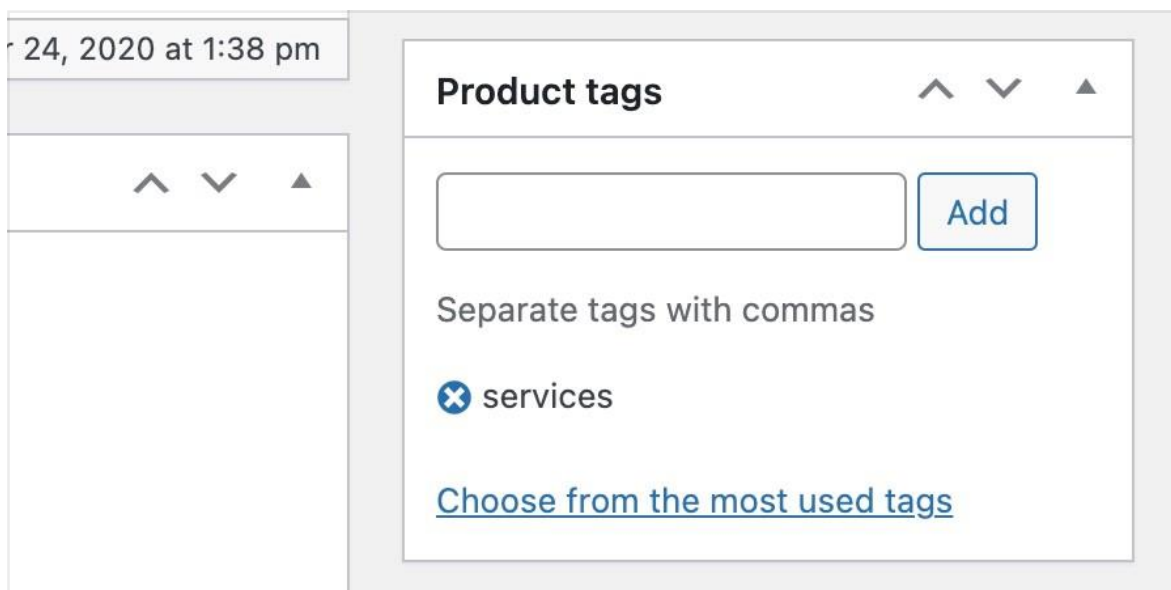 24, 2020 at 1:38 pm
Product tags
Add
Separate tags with commas
services
Choose from the most used tags